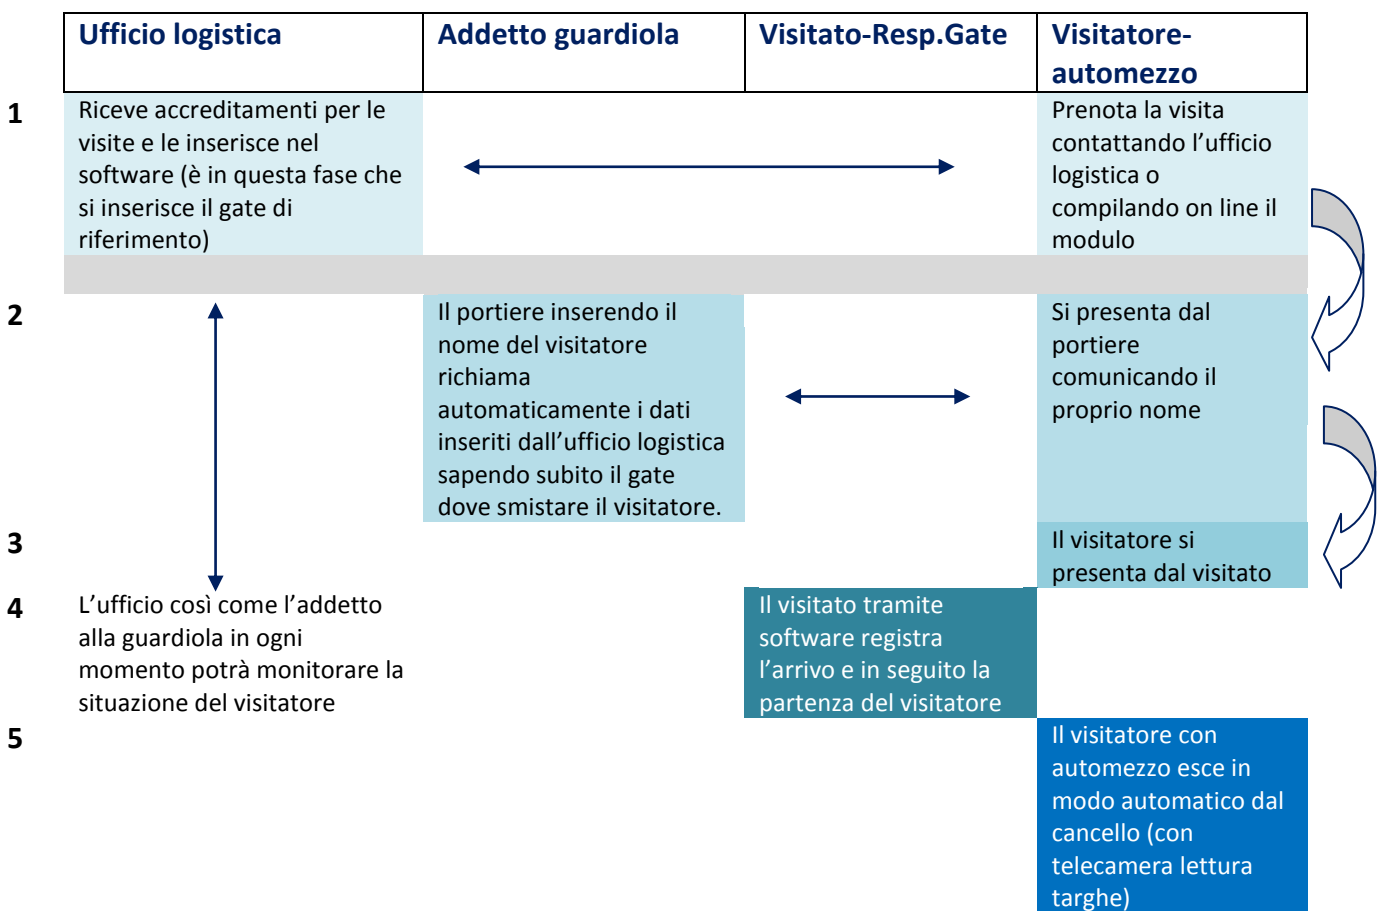 Ufficio logistica
Addetto guardiola
Visitato-Resp.Gate
Visitatore-
automezzo
1
Riceve accreditamenti per le
visite e le inserisce nel
software (è in questa fase che
si inserisce il gate di
riferimento)
Prenota la visita
contattando l’ufficio
logistica o
compilando on line il
modulo
2
Il portiere inserendo il
nome del visitatore
richiama
automaticamente i dati
inseriti dall’ufficio logistica
sapendo subito il gate
dove smistare il visitatore.
Si presenta dal
portiere
comunicando il
proprio nome
3
Il visitatore si
presenta dal visitato
4
L’ufficio così come l’addetto
alla guardiola in ogni
momento potrà monitorare la
situazione del visitatore
Il visitato tramite
software registra
l’arrivo e in seguito la
partenza del visitatore
5
Il visitatore con
automezzo esce in
modo automatico dal
cancello (con
telecamera lettura
targhe)